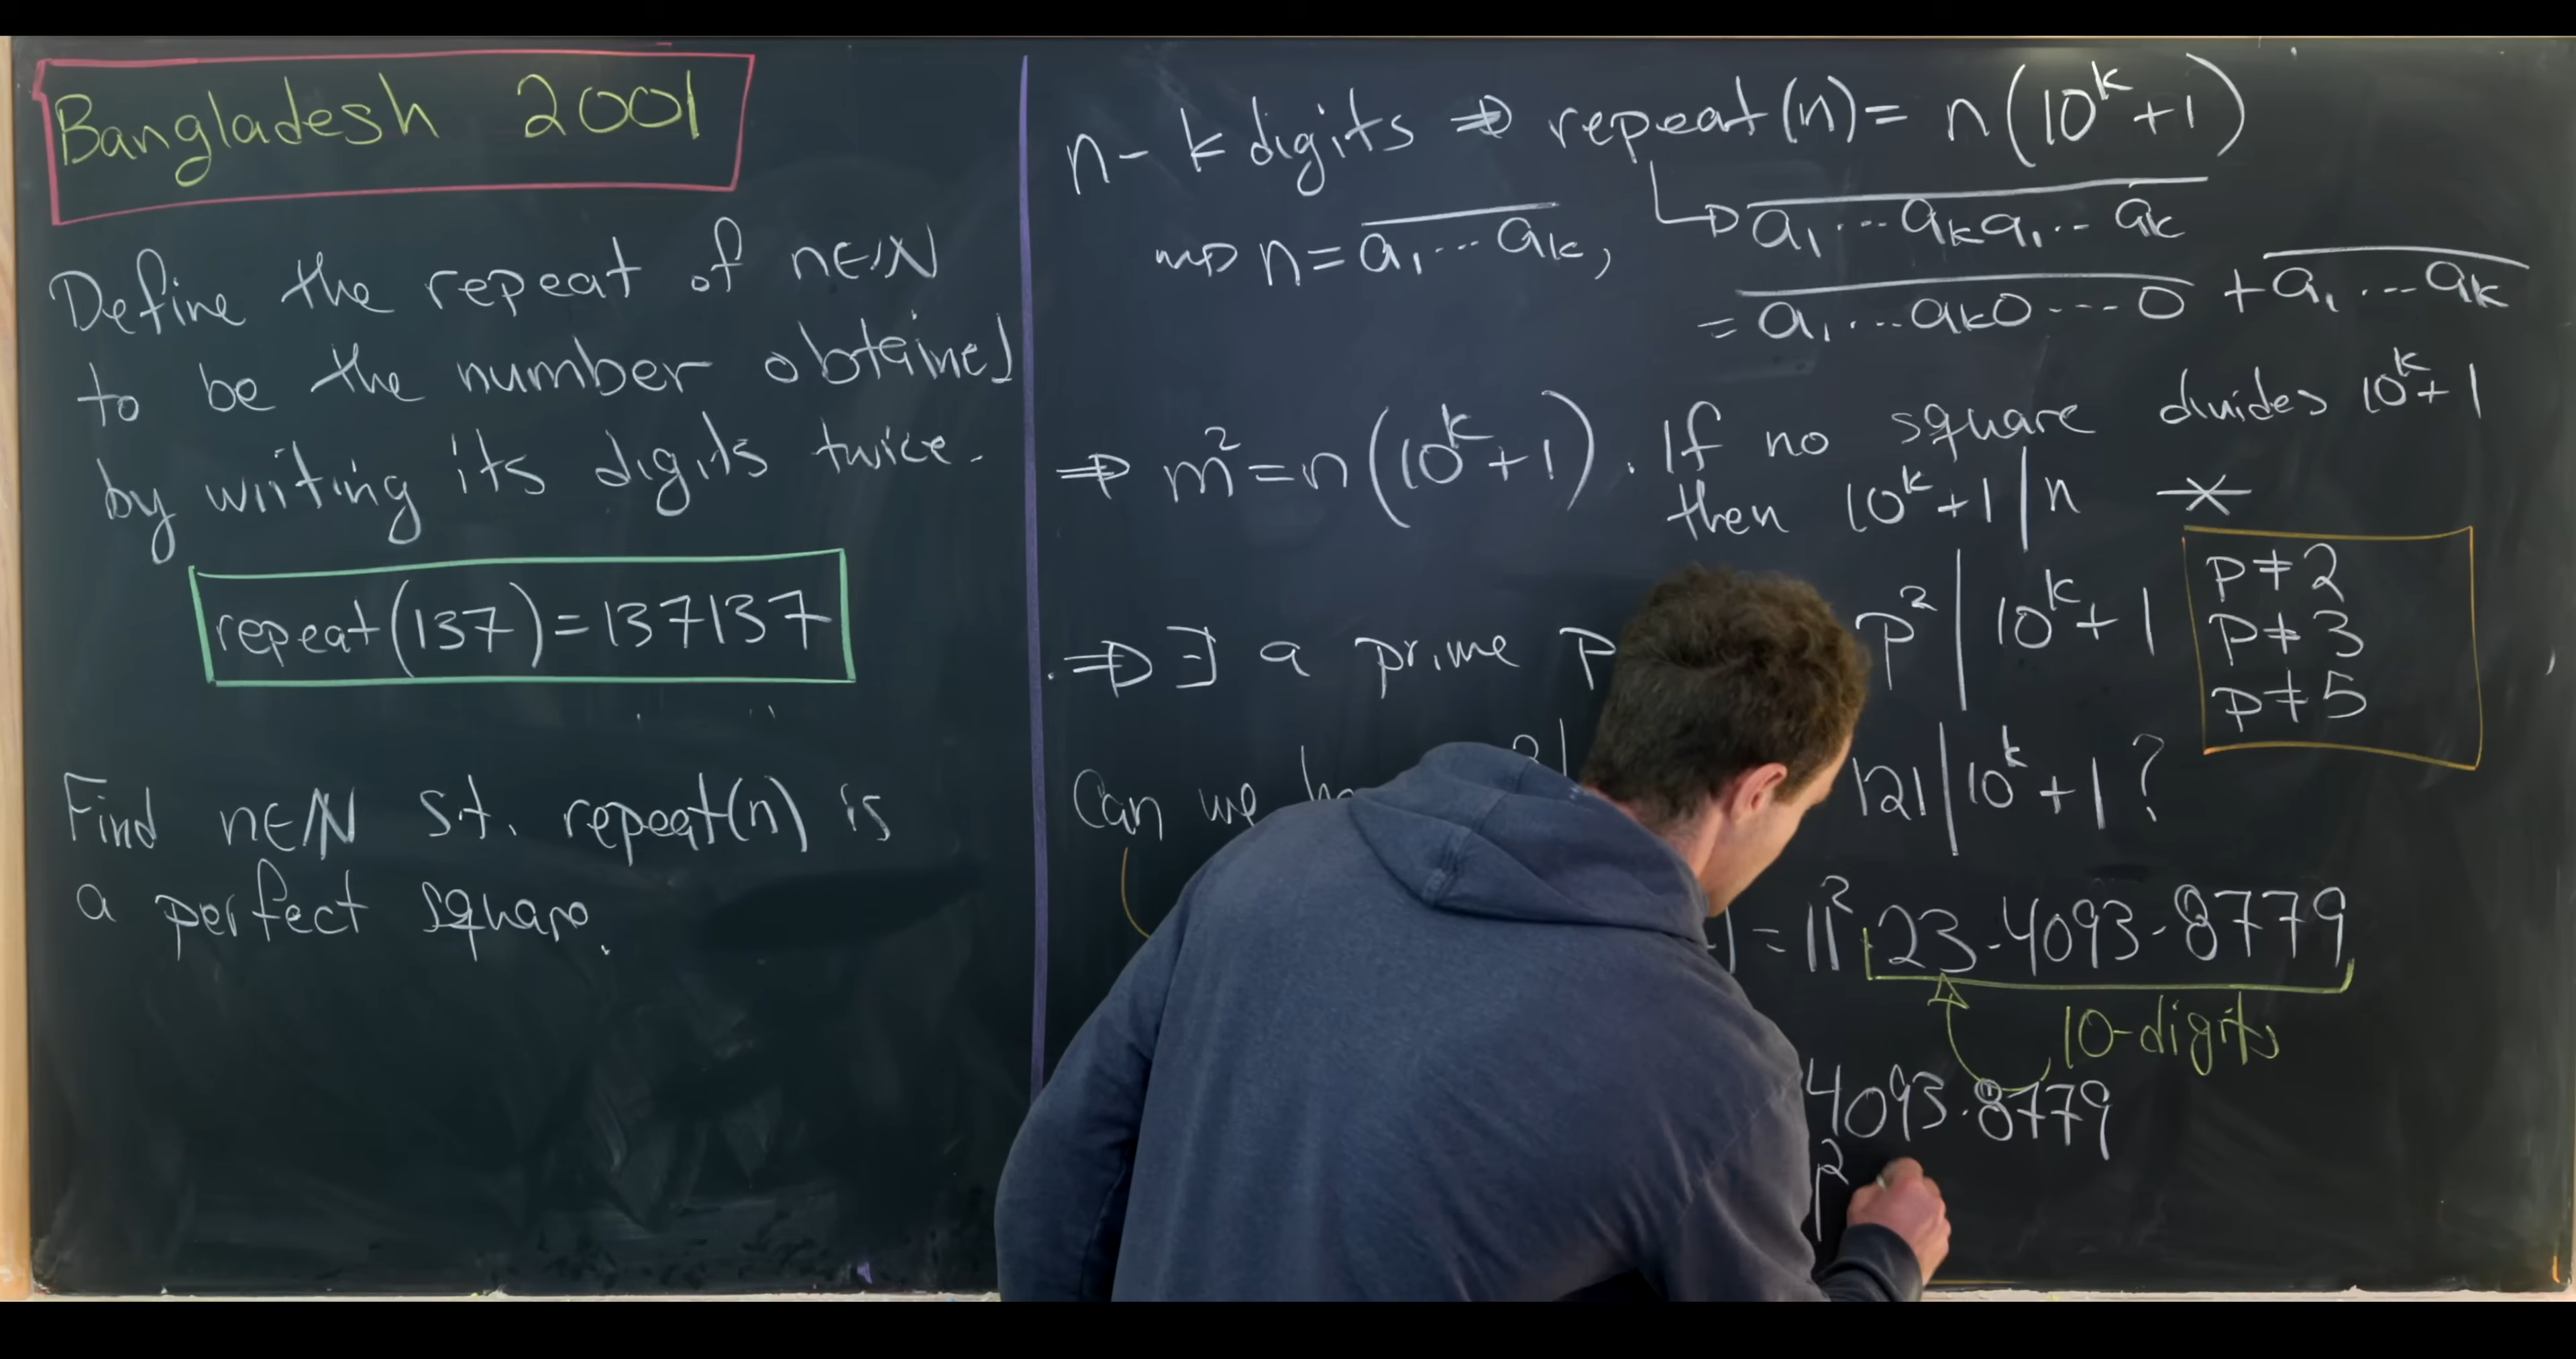 Bangladesh 2001
Define the repeat of n∈ℕ
to be the number obtained
by writing its digits twice.
repeat(137)=137137
Find n∈ℕ s.t. repeat(n) is
a perfect square.
n - k digits ⇒ repeat(n)= n(10^k+1)
⇝ n=a₁...aₖ, ↳ a₁...aₖa₁...aₖ
= a₁...aₖ0---0 + a₁...aₖ
⇒ m²=n(10^k+1). If no square divides 10^k+1
then 10^k+1|n ※
⇒ ∃ a prime p p²|10^k+1
p≠2
p≠3
p≠5
Can we 121|10^k+1?
= 11²·23·4093·8779
10-digits
4093·8779